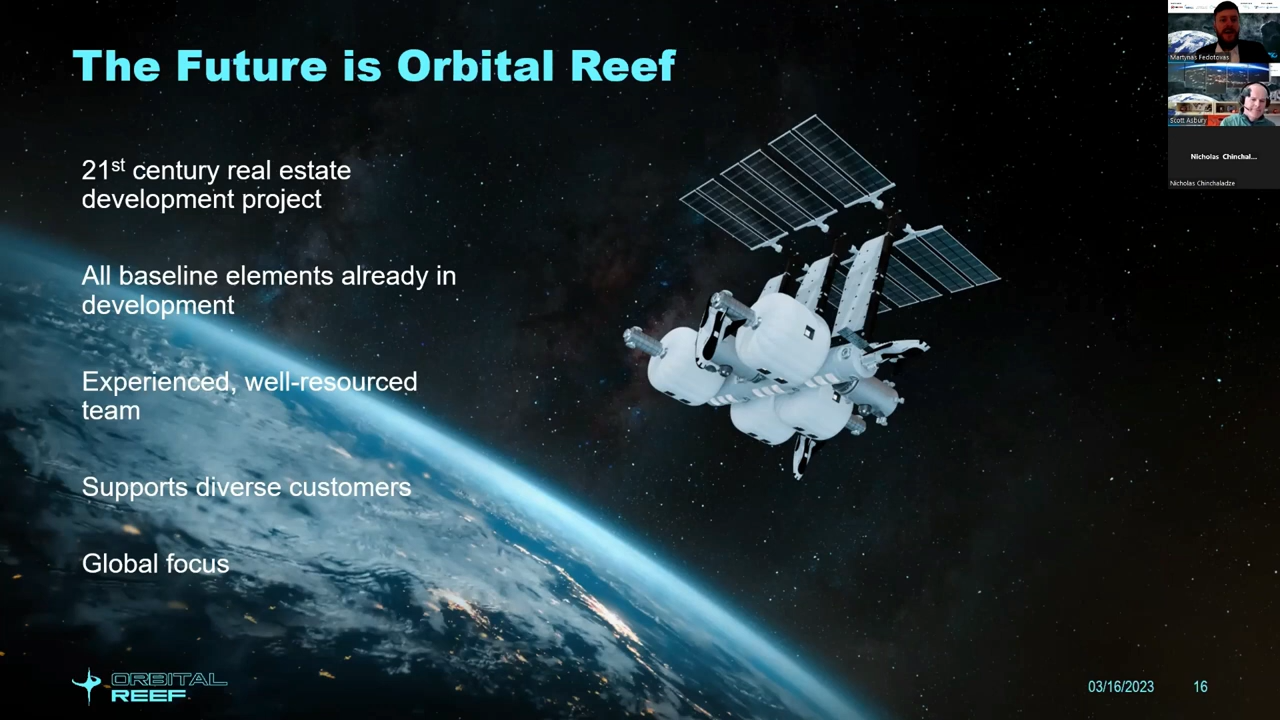 The Future is Orbital Reef
21st century real estate
development project
All baseline elements already in
development
Experienced, well-resourced
team
Supports diverse customers
Global focus
ORBITAL
REEF
03/16/2023
16
Martynas Fedotovas
Scott Asbury
Nicholas Chinchal...
Nicholas Chinchaladze